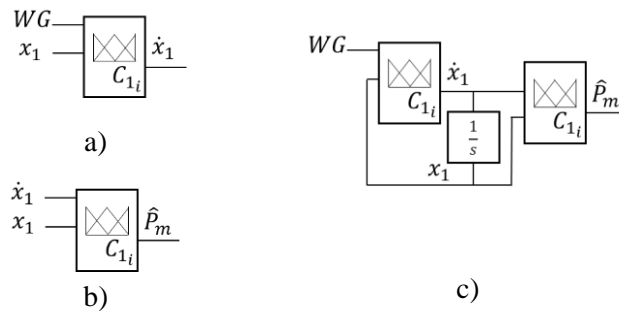 WG
x₁
ẋ₁
C₁ᵢ
a)
ẋ₁
x₁
P̂ₘ
C₁ᵢ
b)
WG
ẋ₁
C₁ᵢ
P̂ₘ
C₁ᵢ
1/s
x₁
c)